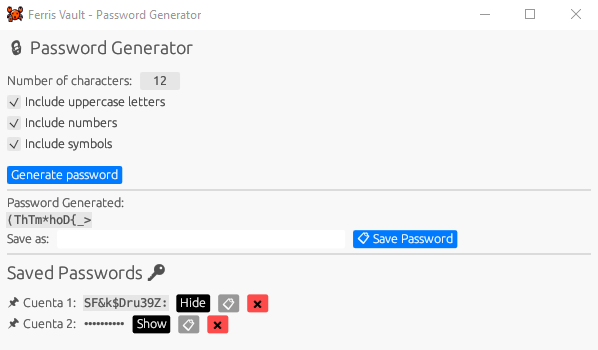 Ferris Vault - Password Generator
Password Generator
Number of characters: 12
Include uppercase letters
Include numbers
Include symbols
Generate password
Password Generated:
(ThTm*hoD{_>
Save as: Save Password
Saved Passwords
Cuenta 1: SF&k$Dru39Z: Hide
Cuenta 2: •••••••••• Show